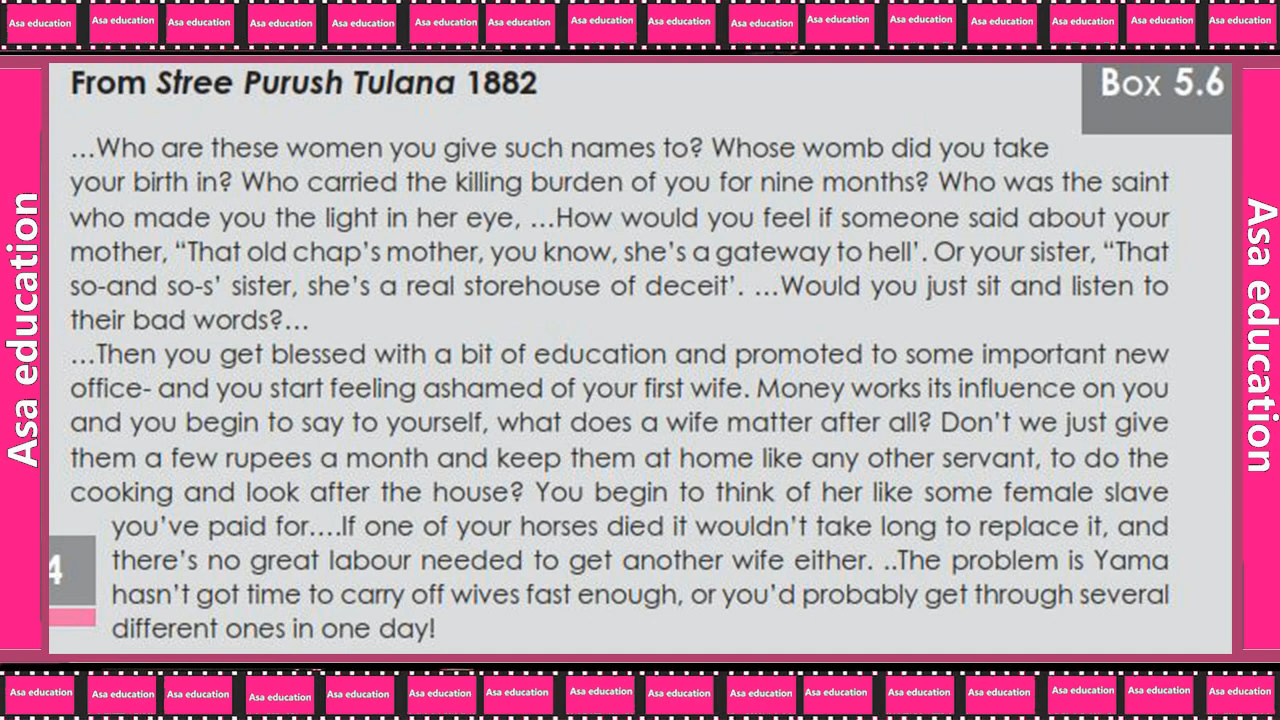 Asa education Asa education Asa education Asa education Asa education Asa education Asa education Asa education Asa education Asa education Asa education Asa education Asa education Asa education Asa education Asa education
From Stree Purush Tulana 1882
Box 5.6
…Who are these women you give such names to? Whose womb did you take
your birth in? Who carried the killing burden of you for nine months? Who was the saint
who made you the light in her eye, …How would you feel if someone said about your
mother, “That old chap’s mother, you know, she’s a gateway to hell’. Or your sister, “That
so-and so-s’ sister, she’s a real storehouse of deceit’. …Would you just sit and listen to
their bad words?…
…Then you get blessed with a bit of education and promoted to some important new
office- and you start feeling ashamed of your first wife. Money works its influence on you
and you begin to say to yourself, what does a wife matter after all? Don’t we just give
them a few rupees a month and keep them at home like any other servant, to do the
cooking and look after the house? You begin to think of her like some female slave
you’ve paid for….If one of your horses died it wouldn’t take long to replace it, and
there’s no great labour needed to get another wife either. ..The problem is Yama
hasn’t got time to carry off wives fast enough, or you’d probably get through several
different ones in one day!
4
Asa education
Asa education
Asa education Asa education Asa education Asa education Asa education Asa education Asa education Asa education Asa education Asa education Asa education Asa education Asa education Asa education Asa education Asa education